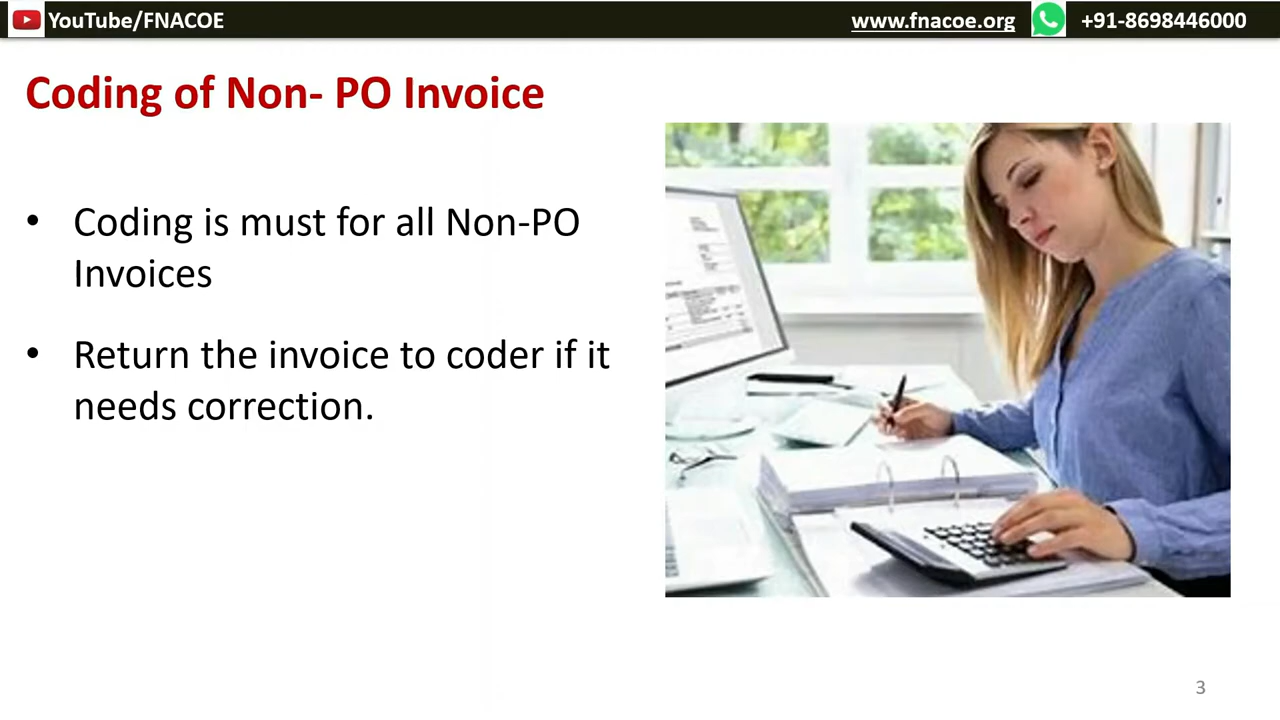 YouTube/FNACOE
www.fnacoe.org
+91-8698446000
Coding of Non- PO Invoice
• Coding is must for all Non-PO
Invoices
• Return the invoice to coder if it
needs correction.
3